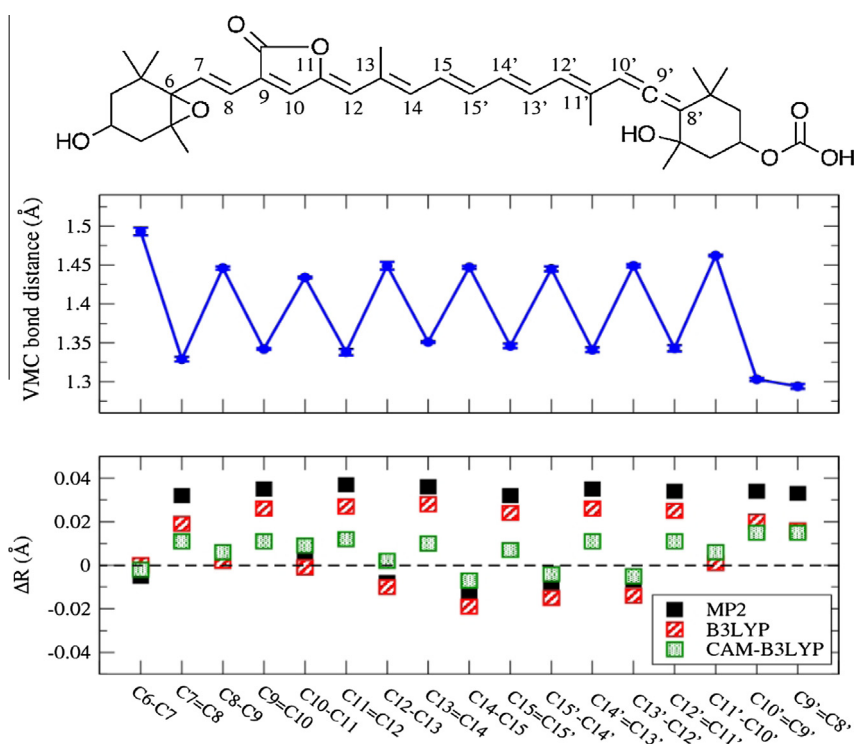 O O
7 11 13 15 14' 12' 10' 9'
6 C
8 9 10 12 14 15' 13' 11' 8'
O HO
HO O OH
O
VMC bond distance (Å)
1.5
1.45
1.4
1.35
1.3
ΔR (Å)
0.04
0.02
0
-0.02
-0.04
MP2
B3LYP
CAM-B3LYP
C6-C7
C7=C8
C8-C9
C9=C10
C10-C11
C11=C12
C12-C13
C13=C14
C14-C15
C15=C15'
C15'-C14'
C14'=C13'
C13'-C12'
C12'=C11'
C11'-C10'
C10'=C9'
C9'=C8'